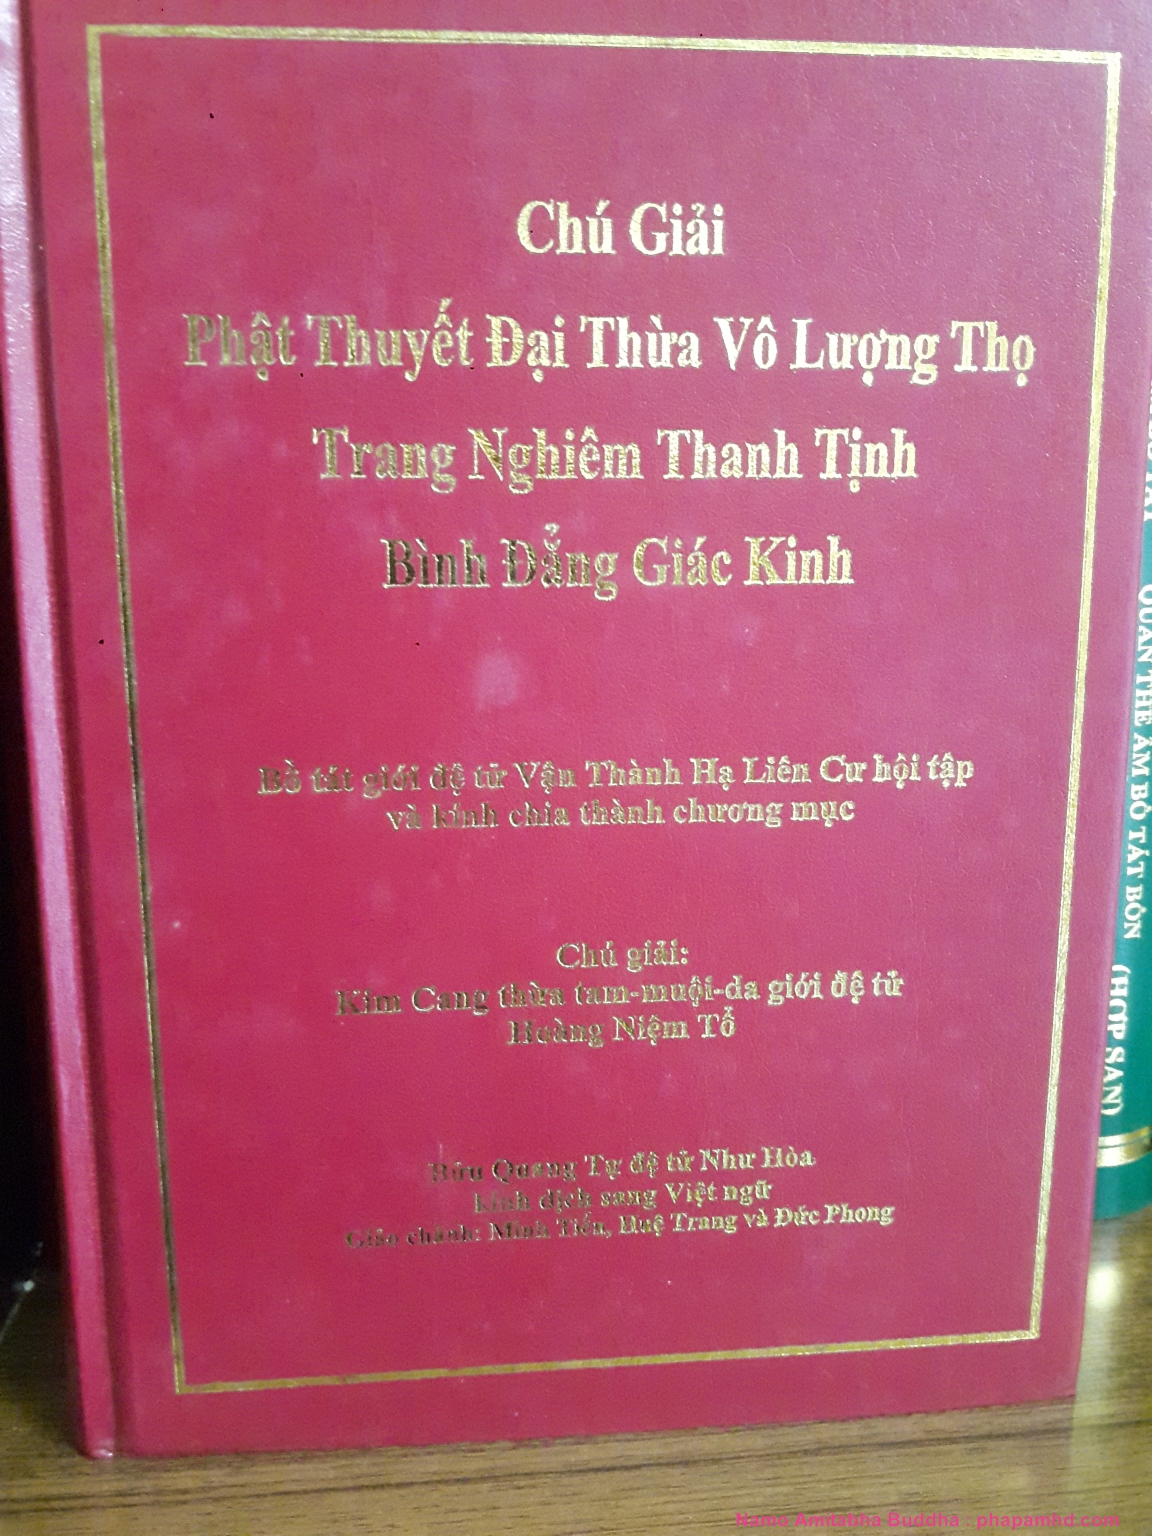 Chú Giải
Phật Thuyết Đại Thừa Vô Lượng Thọ
Trang Nghiêm Thanh Tịnh
Bình Đẳng Giác Kinh
Bồ tát giới đệ tử Vận Thành Hạ Liên Cư hội tập
và kính chia thành chương mục
Chú giải:
Kim Cang thừa tam-muội-da giới đệ tử
Hoàng Niệm Tổ
Bửu Quang Tự đệ tử Như Hòa
kính dịch sang Việt ngữ
Giảo chánh: Minh Tiến, Huệ Trang và Đức Phong
QUÁN THẾ ÂM BỒ TÁT BỔN
(HỢP SAN)
Namo Amitabha Buddha : phapamhd.com